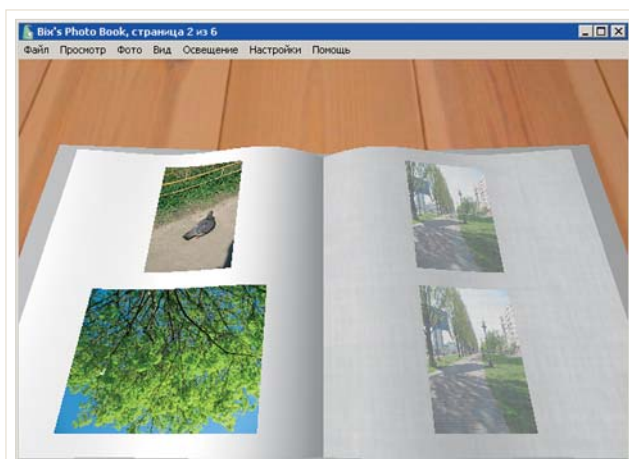 Bix's Photo Book, страница 2 из 6
Файл Просмотр Фото Вид Освещение Настройки Помощь